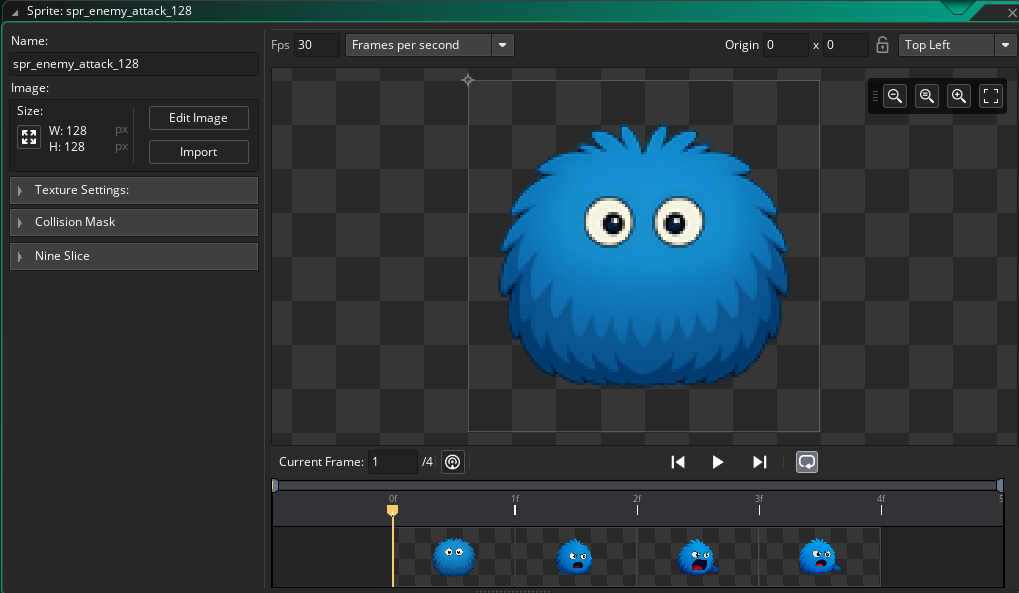 Sprite: spr_enemy_attack_128
Name:
spr_enemy_attack_128
Image:
Size:
W: 128 px
H: 128 px
Edit Image
Import
Texture Settings:
Collision Mask
Nine Slice
Fps 30 Frames per second Origin 0 x 0 Top Left
Current Frame: 1 /4
0f 1f 2f 3f 4f 5